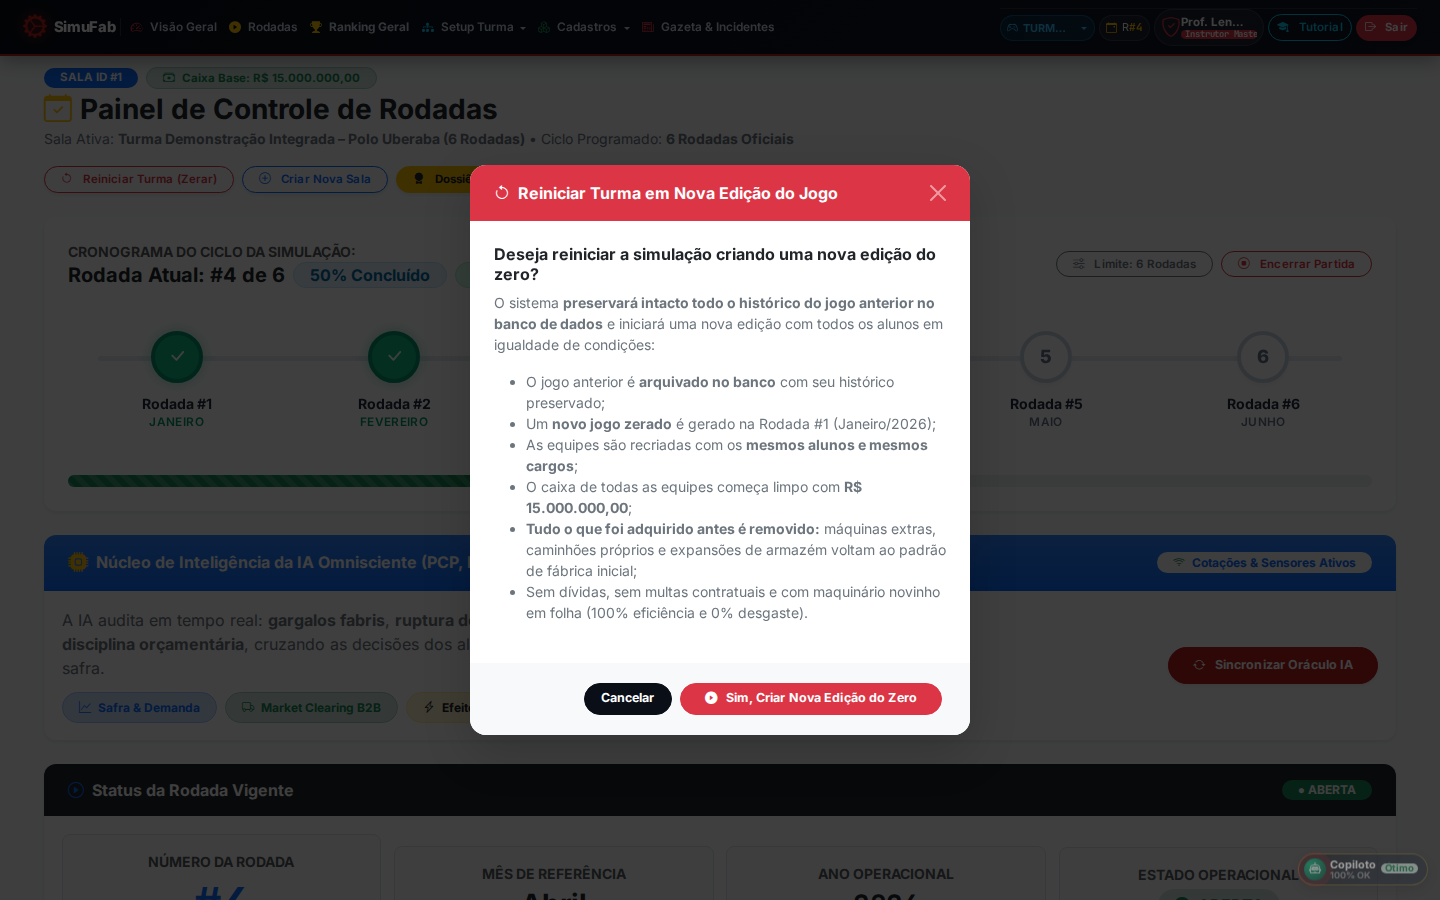 SimuFab
Visão Geral
Rodadas
Ranking Geral
Setup Turma
Cadastros
Gazeta & Incidentes
TURM...
R#4
Prof. Len...
Instrutor Maste
Tutorial
Sair
SALA ID #1
Caixa Base: R$ 15.000.000,00
Painel de Controle de Rodadas
Sala Ativa: Turma Demonstração Integrada – Polo Uberaba (6 Rodadas) • Ciclo Programado: 6 Rodadas Oficiais
Reiniciar Turma (Zerar)
Criar Nova Sala
Dossi
CRONOGRAMA DO CICLO DA SIMULAÇÃO:
Rodada Atual: #4 de 6
50% Concluído
Limite: 6 Rodadas
Encerrar Partida
5
6
Rodada #1
Rodada #2
Rodada #5
Rodada #6
JANEIRO
FEVEREIRO
MAIO
JUNHO
Reiniciar Turma em Nova Edição do Jogo
Deseja reiniciar a simulação criando uma nova edição do
zero?
O sistema preservará intacto todo o histórico do jogo anterior no
banco de dados e iniciará uma nova edição com todos os alunos em
igualdade de condições:
• O jogo anterior é arquivado no banco com seu histórico
preservado;
• Um novo jogo zerado é gerado na Rodada #1 (Janeiro/2026);
• As equipes são recriadas com os mesmos alunos e mesmos
cargos;
• O caixa de todas as equipes começa limpo com R$
15.000.000,00;
• Tudo o que foi adquirido antes é removido: máquinas extras,
caminhões próprios e expansões de armazém voltam ao padrão
de fábrica inicial;
• Sem dívidas, sem multas contratuais e com maquinário novinho
em folha (100% eficiência e 0% desgaste).
Cancelar
Sim, Criar Nova Edição do Zero
Núcleo de Inteligência da IA Omnisciente (PCP,
Cotações & Sensores Ativos
A IA audita em tempo real: gargalos fabris, ruptura d
disciplina orçamentária, cruzando as decisões dos al
safra.
Sincronizar Oráculo IA
Safra & Demanda
Market Clearing B2B
Efeit
Status da Rodada Vigente
● ABERTA
NÚMERO DA RODADA
#4
MÊS DE REFERÊNCIA
Abril
ANO OPERACIONAL
2026
ESTADO OPERACIONAL
Copiloto
100% OK
Ótimo